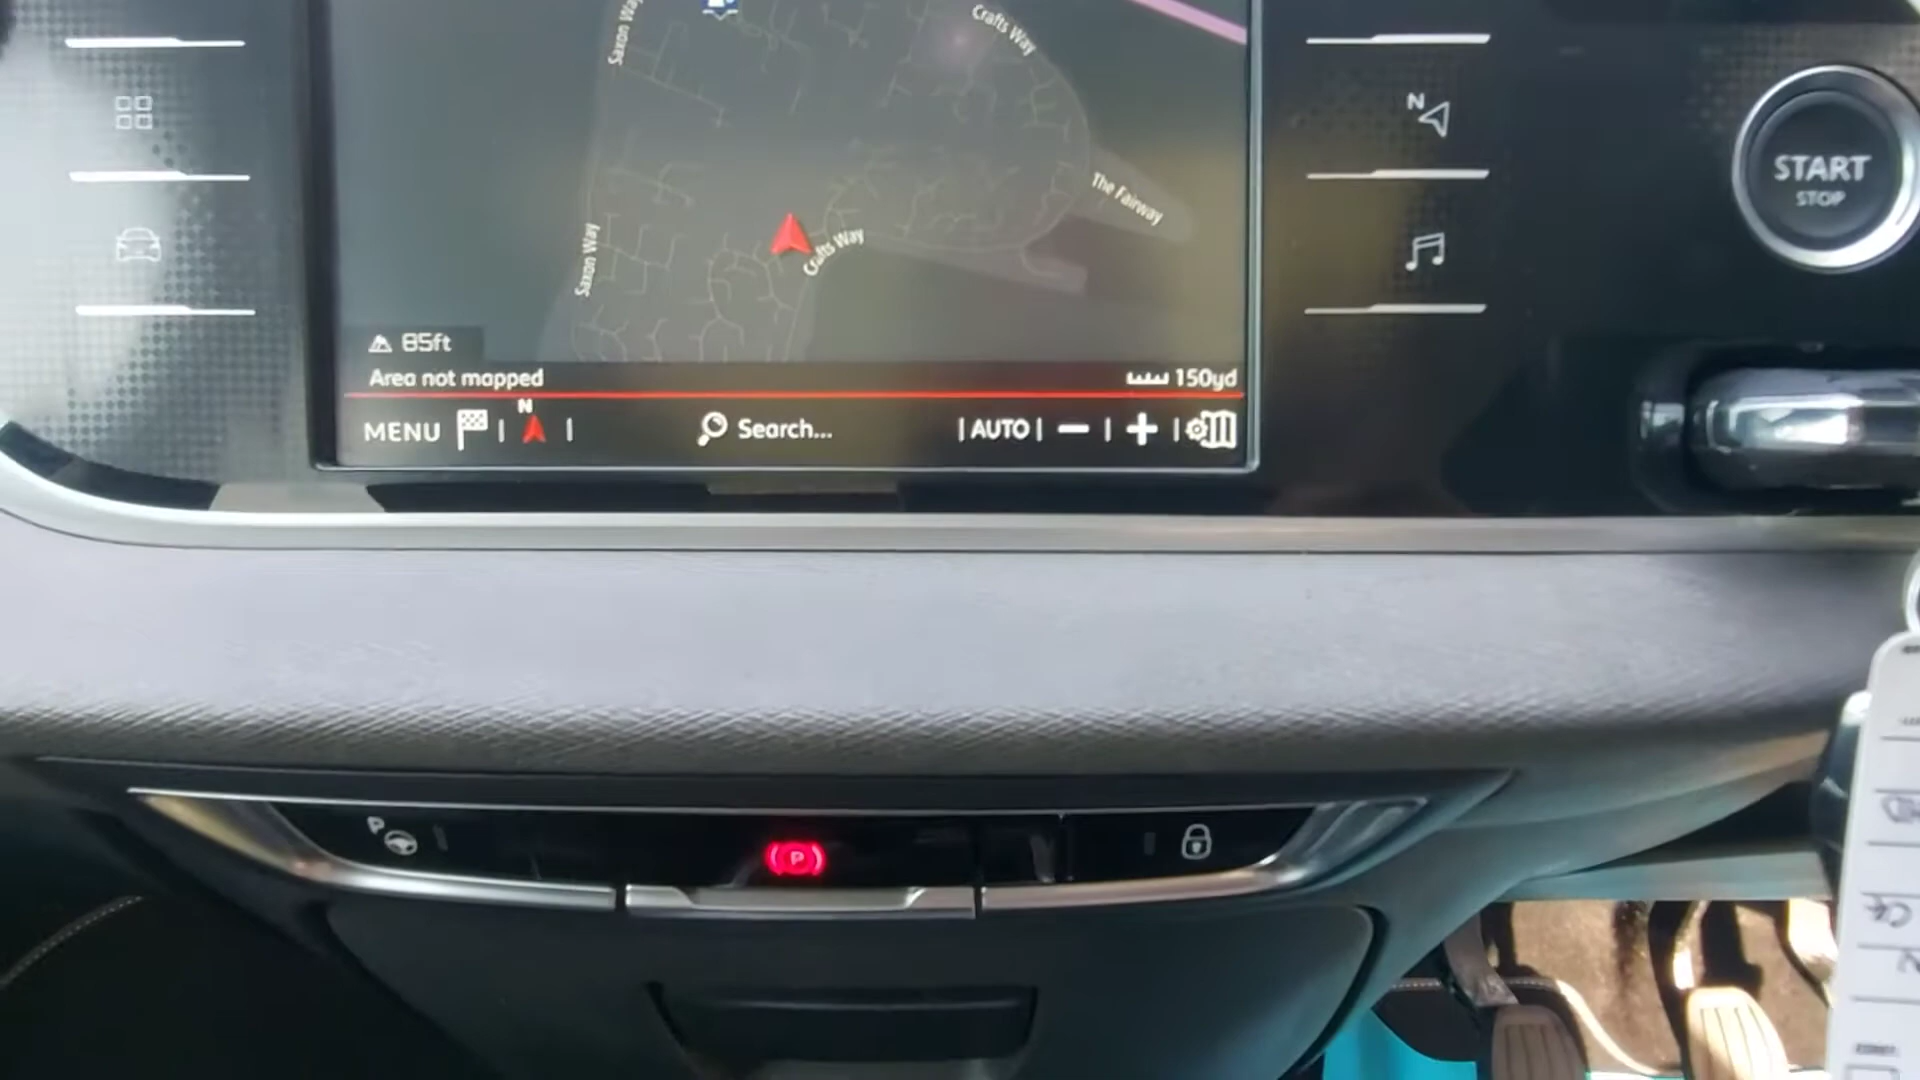 Saxon Way
Crafts Way
N
START
STOP
The Fairway
Saxon Way
Crafts Way
85ft
Area not mapped
150yd
MENU
N
Search...
AUTO
P
P